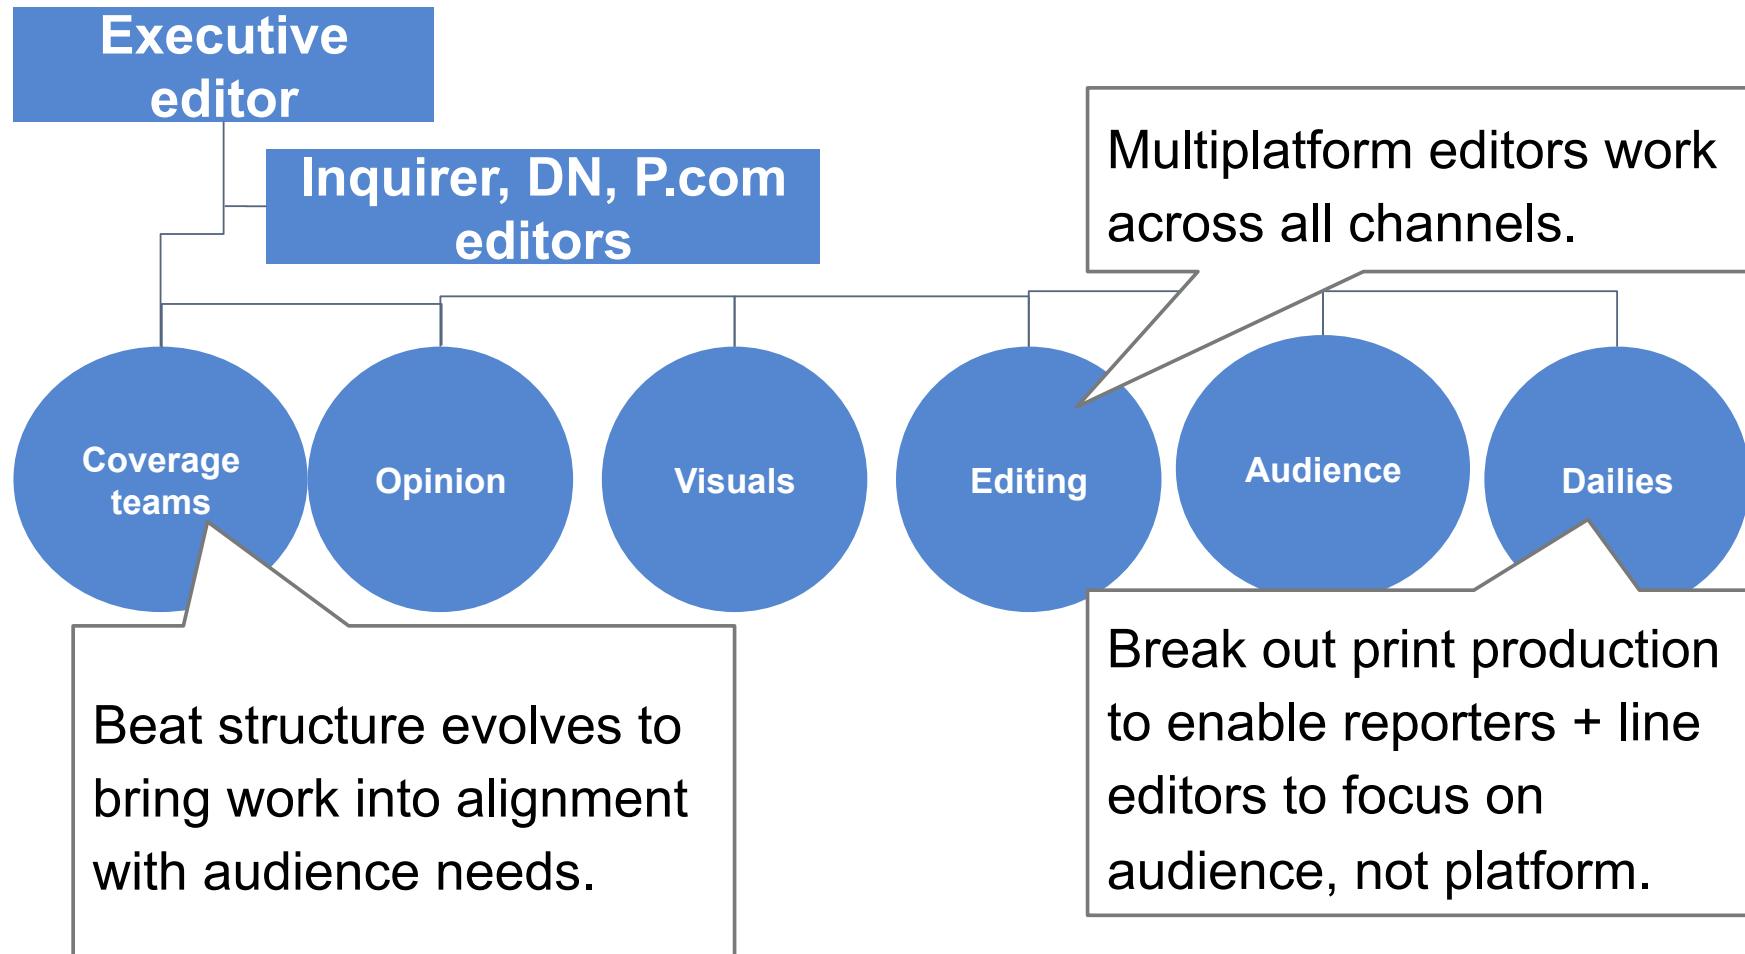 Executive
editor
Inquirer, DN, P.com
editors
Multiplatform editors work
across all channels.
Coverage
teams
Opinion
Visuals
Editing
Audience
Dailies
Beat structure evolves to
bring work into alignment
with audience needs.
Break out print production
to enable reporters + line
editors to focus on
audience, not platform.